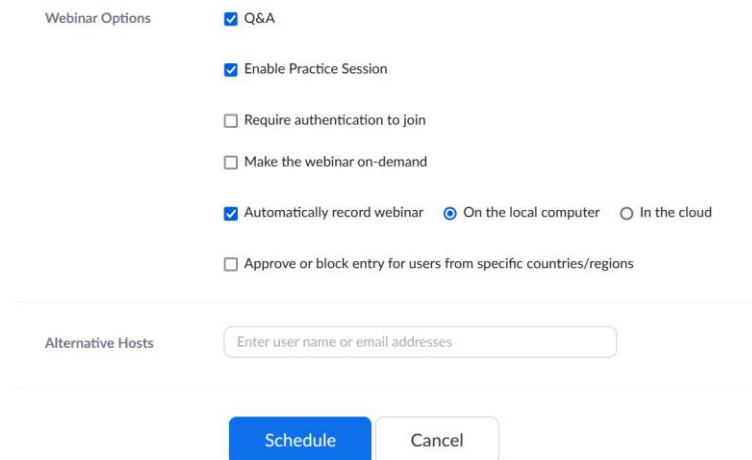 Webinar Options Q&A
Enable Practice Session
Require authentication to join
Make the webinar on-demand
Automatically record webinar On the local computer In the cloud
Approve or block entry for users from specific countries/regions
Alternative Hosts Enter user name or email addresses
Schedule Cancel